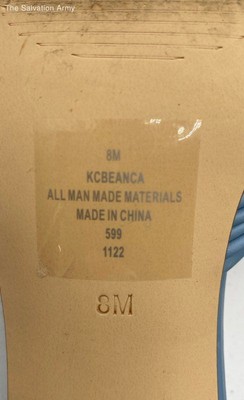 The Salvation Army
8M
KCBEANCA
ALL MAN MADE MATERIALS
MADE IN CHINA
599
1122
8M